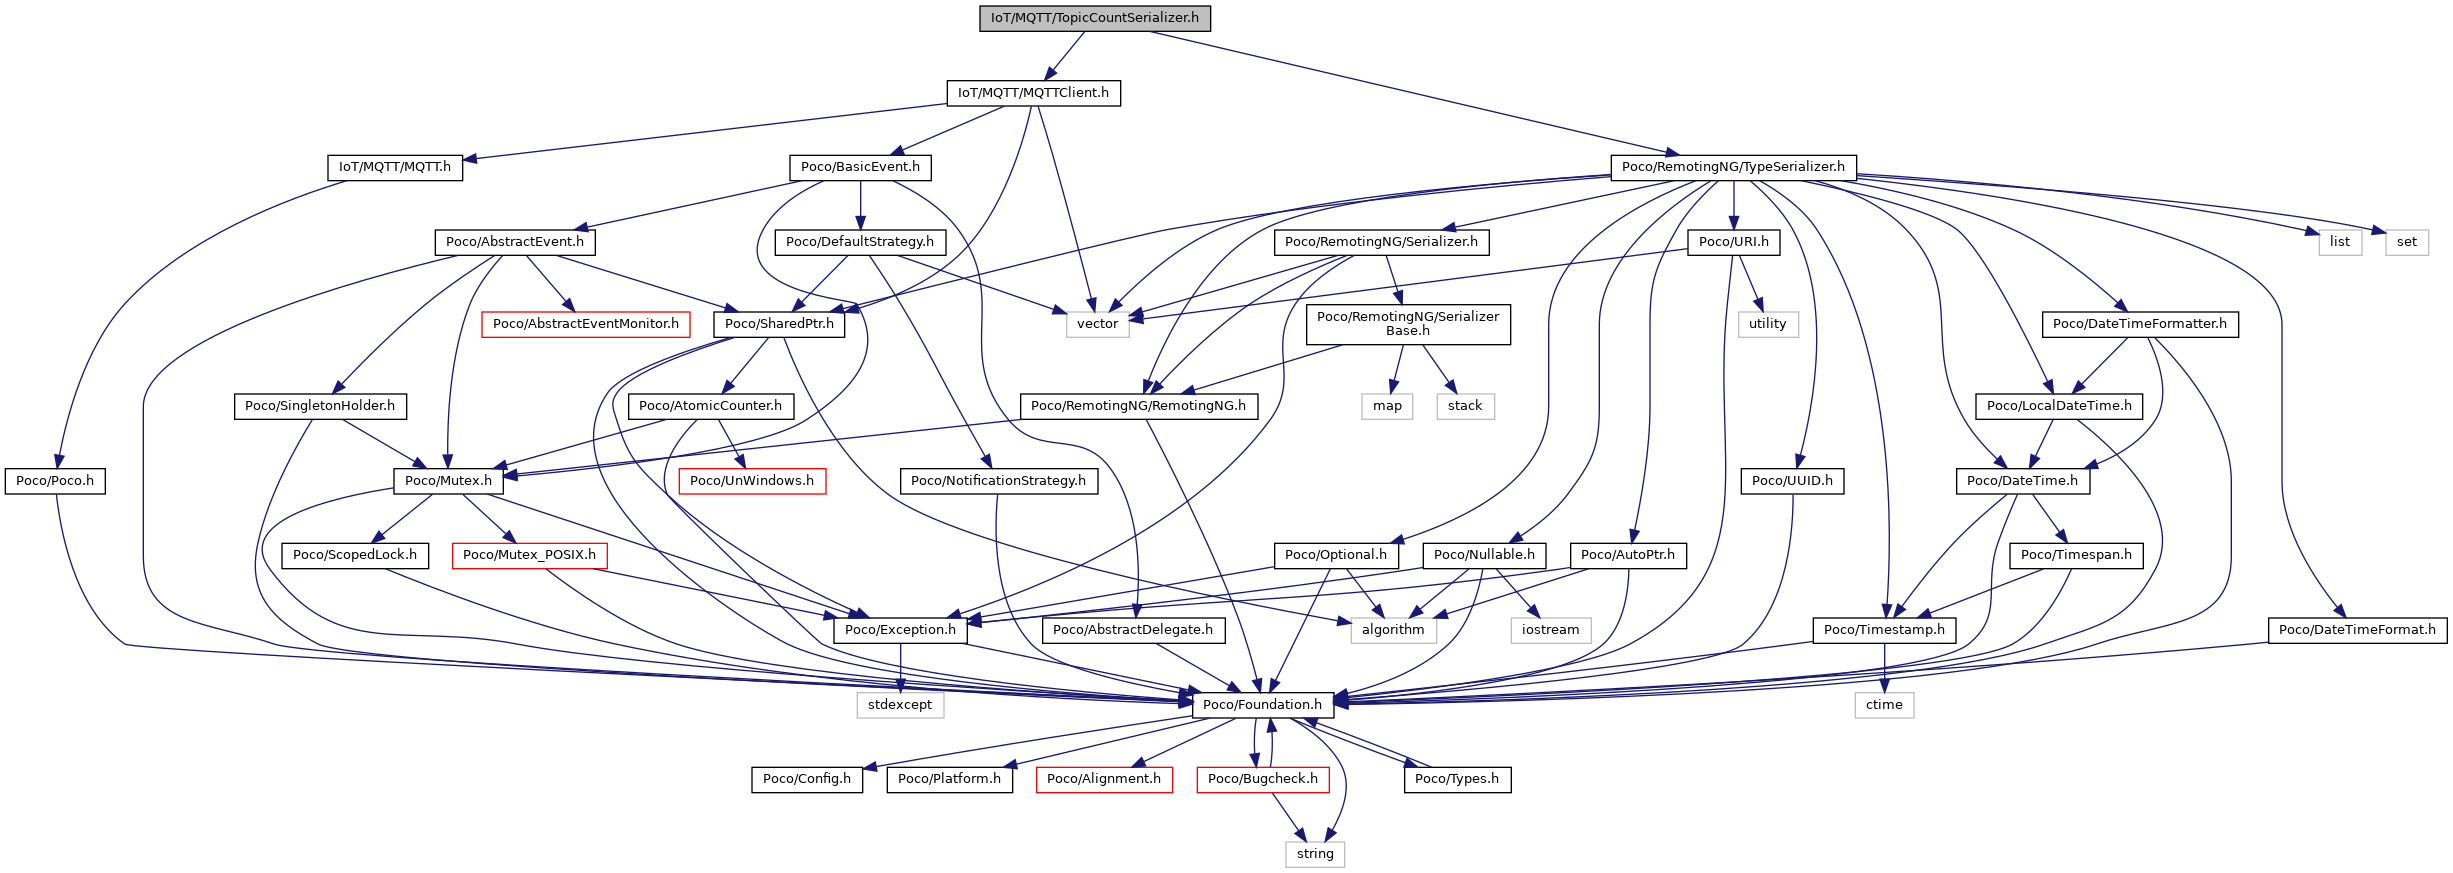 IoT/MQTT/TopicCountSerializer.h
IoT/MQTT/MQTTClient.h
IoT/MQTT/MQTT.h
Poco/BasicEvent.h
Poco/RemotingNG/TypeSerializer.h
Poco/AbstractEvent.h
Poco/DefaultStrategy.h
Poco/RemotingNG/Serializer.h
Poco/URI.h
list
set
Poco/AbstractEventMonitor.h
Poco/SharedPtr.h
vector
Poco/RemotingNG/Serializer
Base.h
utility
Poco/DateTimeFormatter.h
Poco/SingletonHolder.h
Poco/AtomicCounter.h
Poco/RemotingNG/RemotingNG.h
map
stack
Poco/LocalDateTime.h
Poco/Poco.h
Poco/Mutex.h
Poco/UnWindows.h
Poco/NotificationStrategy.h
Poco/UUID.h
Poco/DateTime.h
Poco/ScopedLock.h
Poco/Mutex_POSIX.h
Poco/Optional.h
Poco/Nullable.h
Poco/AutoPtr.h
Poco/Timespan.h
Poco/Exception.h
Poco/AbstractDelegate.h
algorithm
iostream
Poco/Timestamp.h
Poco/DateTimeFormat.h
stdexcept
Poco/Foundation.h
ctime
Poco/Config.h
Poco/Platform.h
Poco/Alignment.h
Poco/Bugcheck.h
Poco/Types.h
string